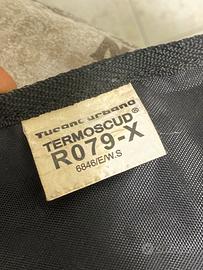 Tucano urbano
TERMOSCUD®
R079-X
6846/E/W.S